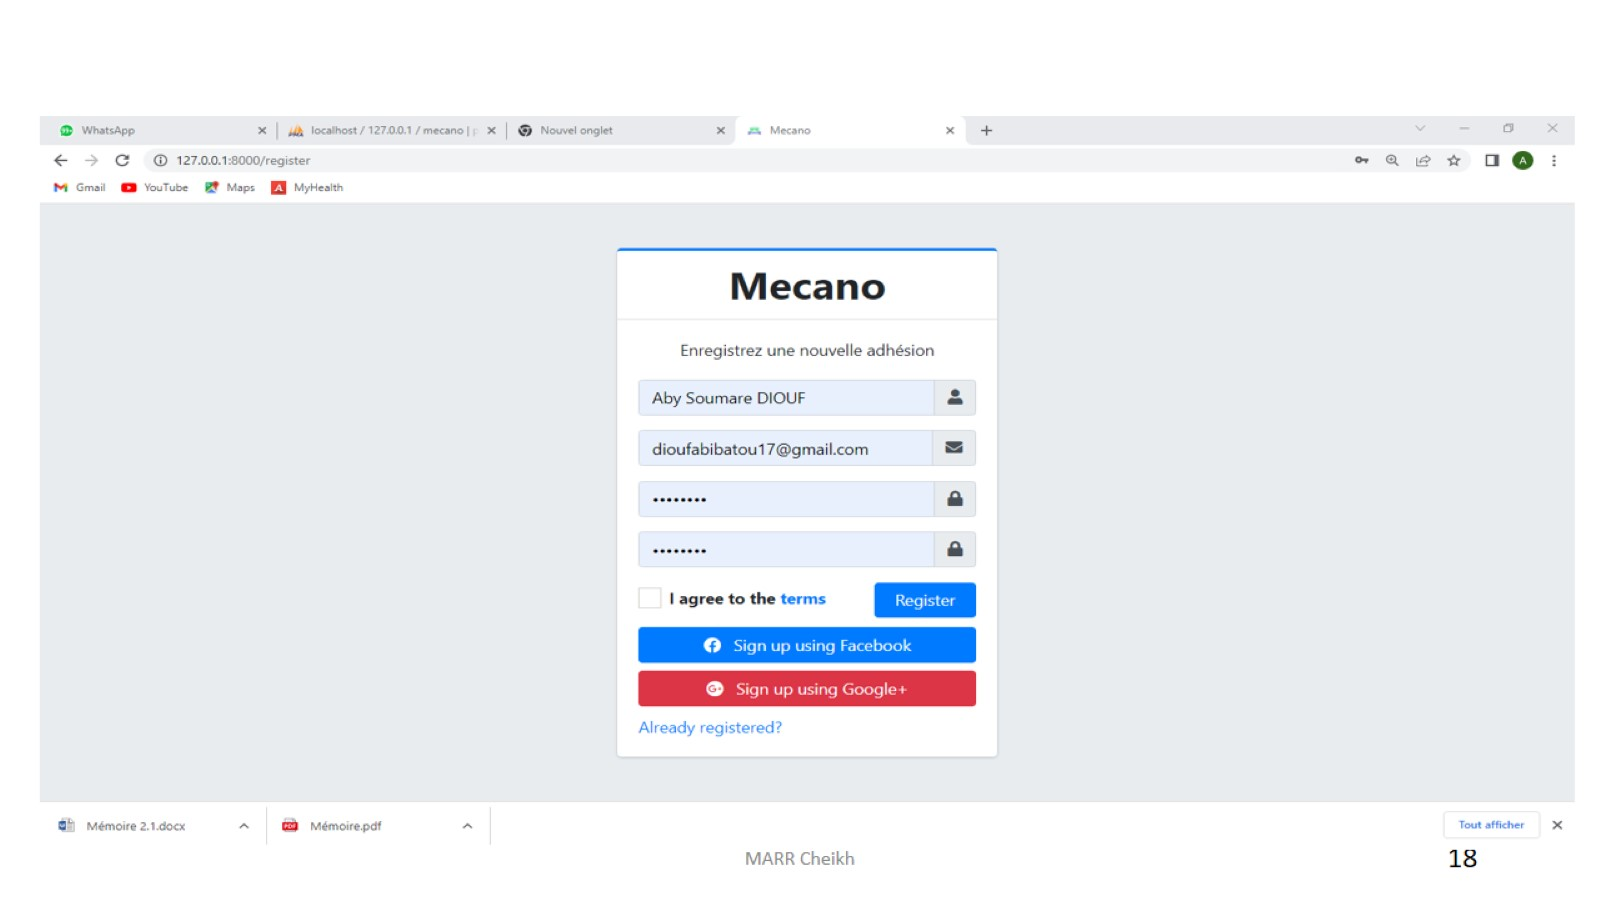 WhatsApp
localhost / 127.0.0.1 / mecano | p
Nouvel onglet
Mecano
127.0.0.1:8000/register
A
Gmail YouTube Maps MyHealth
Mecano
Enregistrez une nouvelle adhésion
Aby Soumare DIOUF
dioufabibatou17@gmail.com
••••••••
••••••••
I agree to the terms
Register
Sign up using Facebook
Sign up using Google+
Already registered?
Mémoire 2.1.docx
Mémoire.pdf
Tout afficher
MARR Cheikh
18